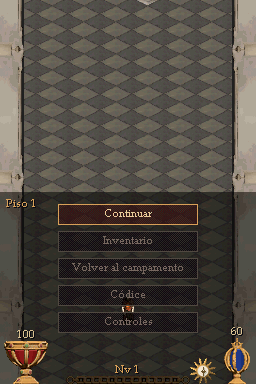 Piso 1
Continuar
Inventario
Volver al campamento
Códice
Controles
100
60
Nv 1